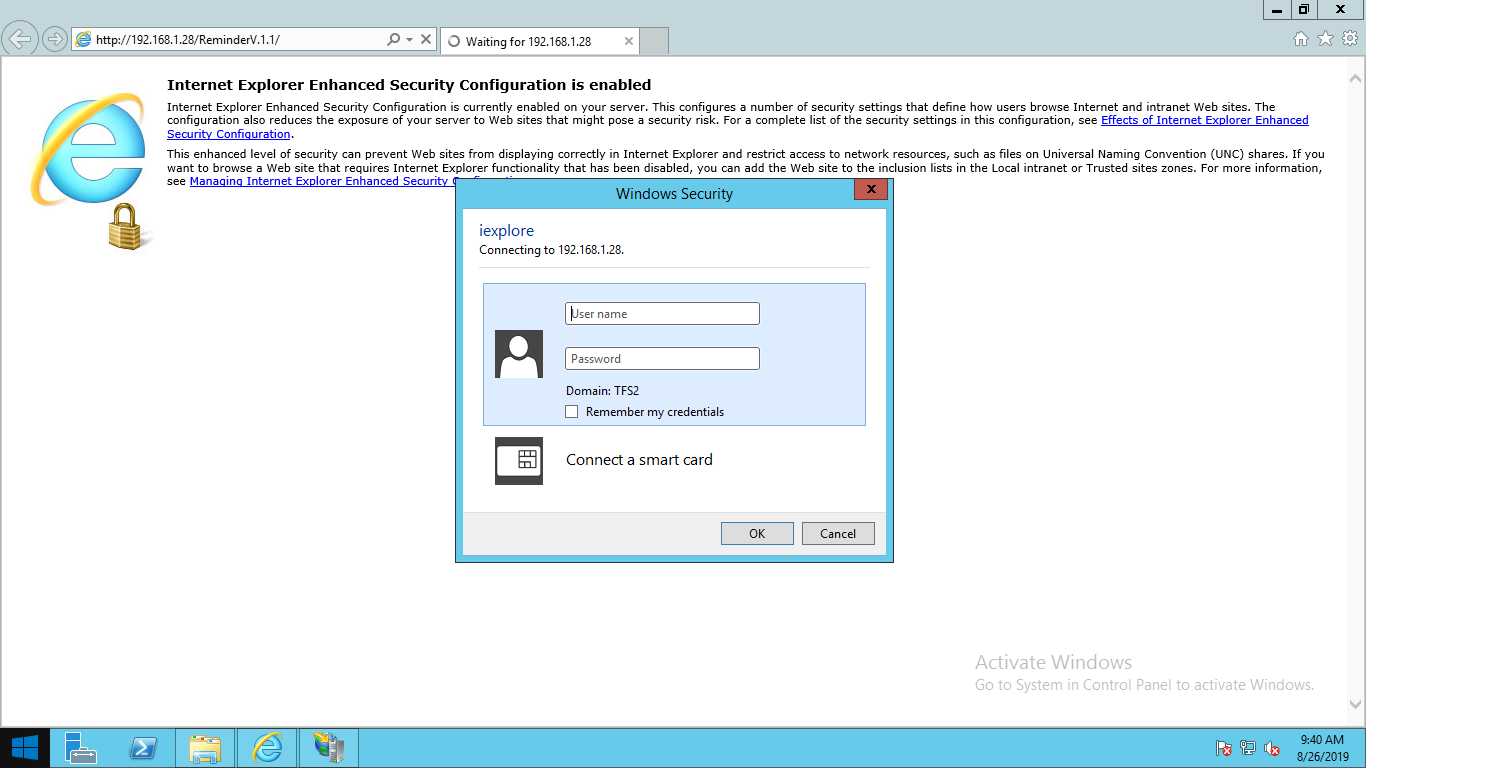 http://192.168.1.28/ReminderV.1.1/
Waiting for 192.168.1.28
Internet Explorer Enhanced Security Configuration is enabled
Internet Explorer Enhanced Security Configuration is currently enabled on your server. This configures a number of security settings that define how users browse Internet and intranet Web sites. The
configuration also reduces the exposure of your server to Web sites that might pose a security risk. For a complete list of the security settings in this configuration, see Effects of Internet Explorer Enhanced
Security Configuration.
This enhanced level of security can prevent Web sites from displaying correctly in Internet Explorer and restrict access to network resources, such as files on Universal Naming Convention (UNC) shares. If you
want to browse a Web site that requires Internet Explorer functionality that has been disabled, you can add the Web site to the inclusion lists in the Local intranet or Trusted sites zones. For more information,
see Managing Internet Explorer Enhanced Security
Windows Security
iexplore
Connecting to 192.168.1.28.
User name
Password
Domain: TFS2
Remember my credentials
Connect a smart card
OK
Cancel
Activate Windows
Go to System in Control Panel to activate Windows.
9:40 AM
8/26/2019